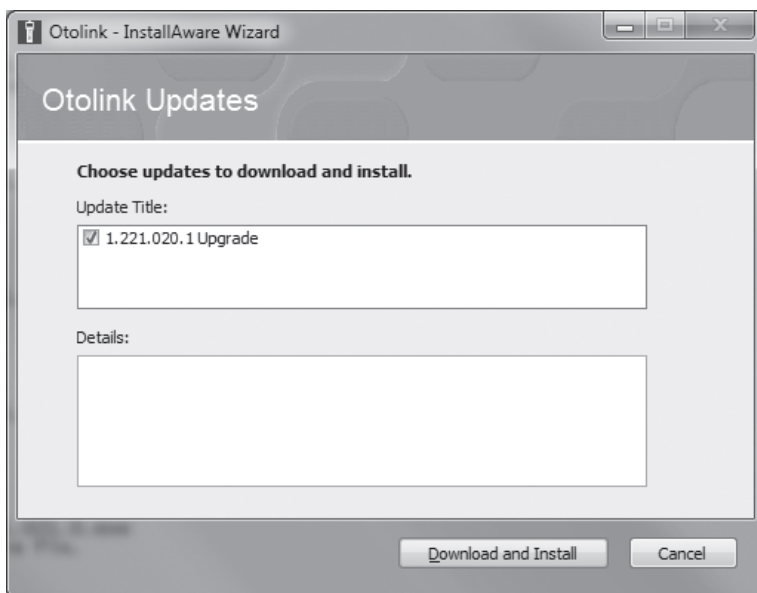 Otolink - InstallAware Wizard
Otolink Updates
Choose updates to download and install.
Update Title:
1.221.020.1 Upgrade
Details:
Download and Install
Cancel